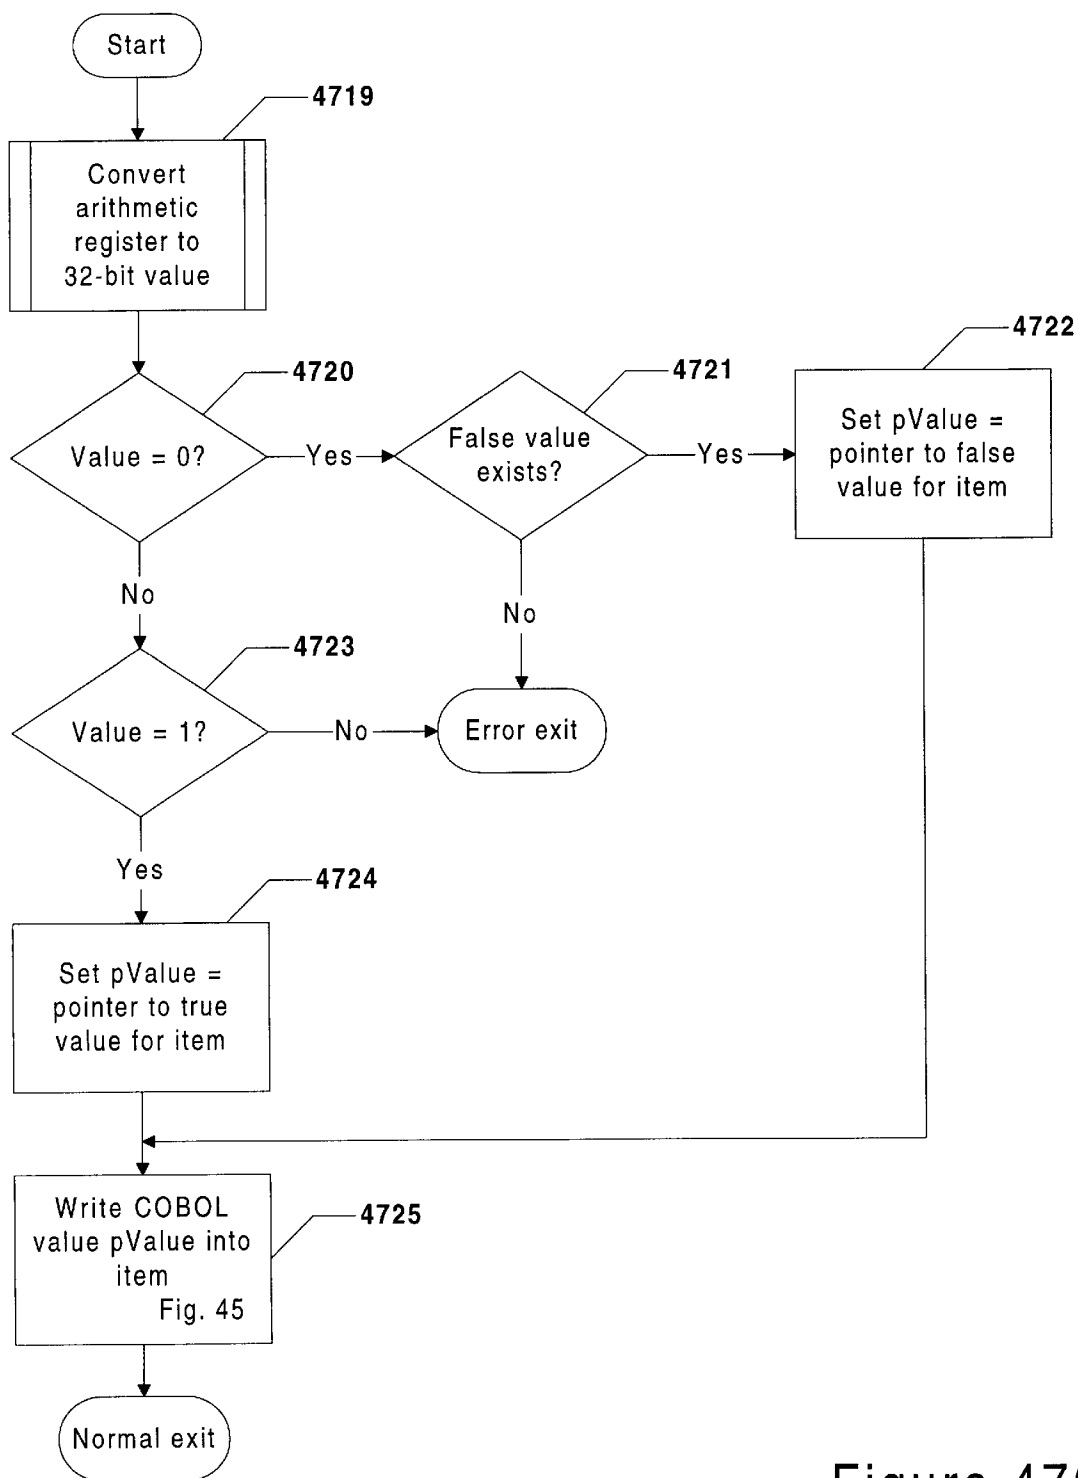 Start
4719
Convert
arithmetic
register to
32-bit value
4722
4720
4721
Value = 0?
Yes
False value
exists?
Yes
Set pValue =
pointer to false
value for item
No
No
4723
Value = 1?
No
Error exit
Yes
4724
Set pValue =
pointer to true
value for item
Write COBOL
value pValue into
item
Fig. 45
4725
Normal exit
Figure